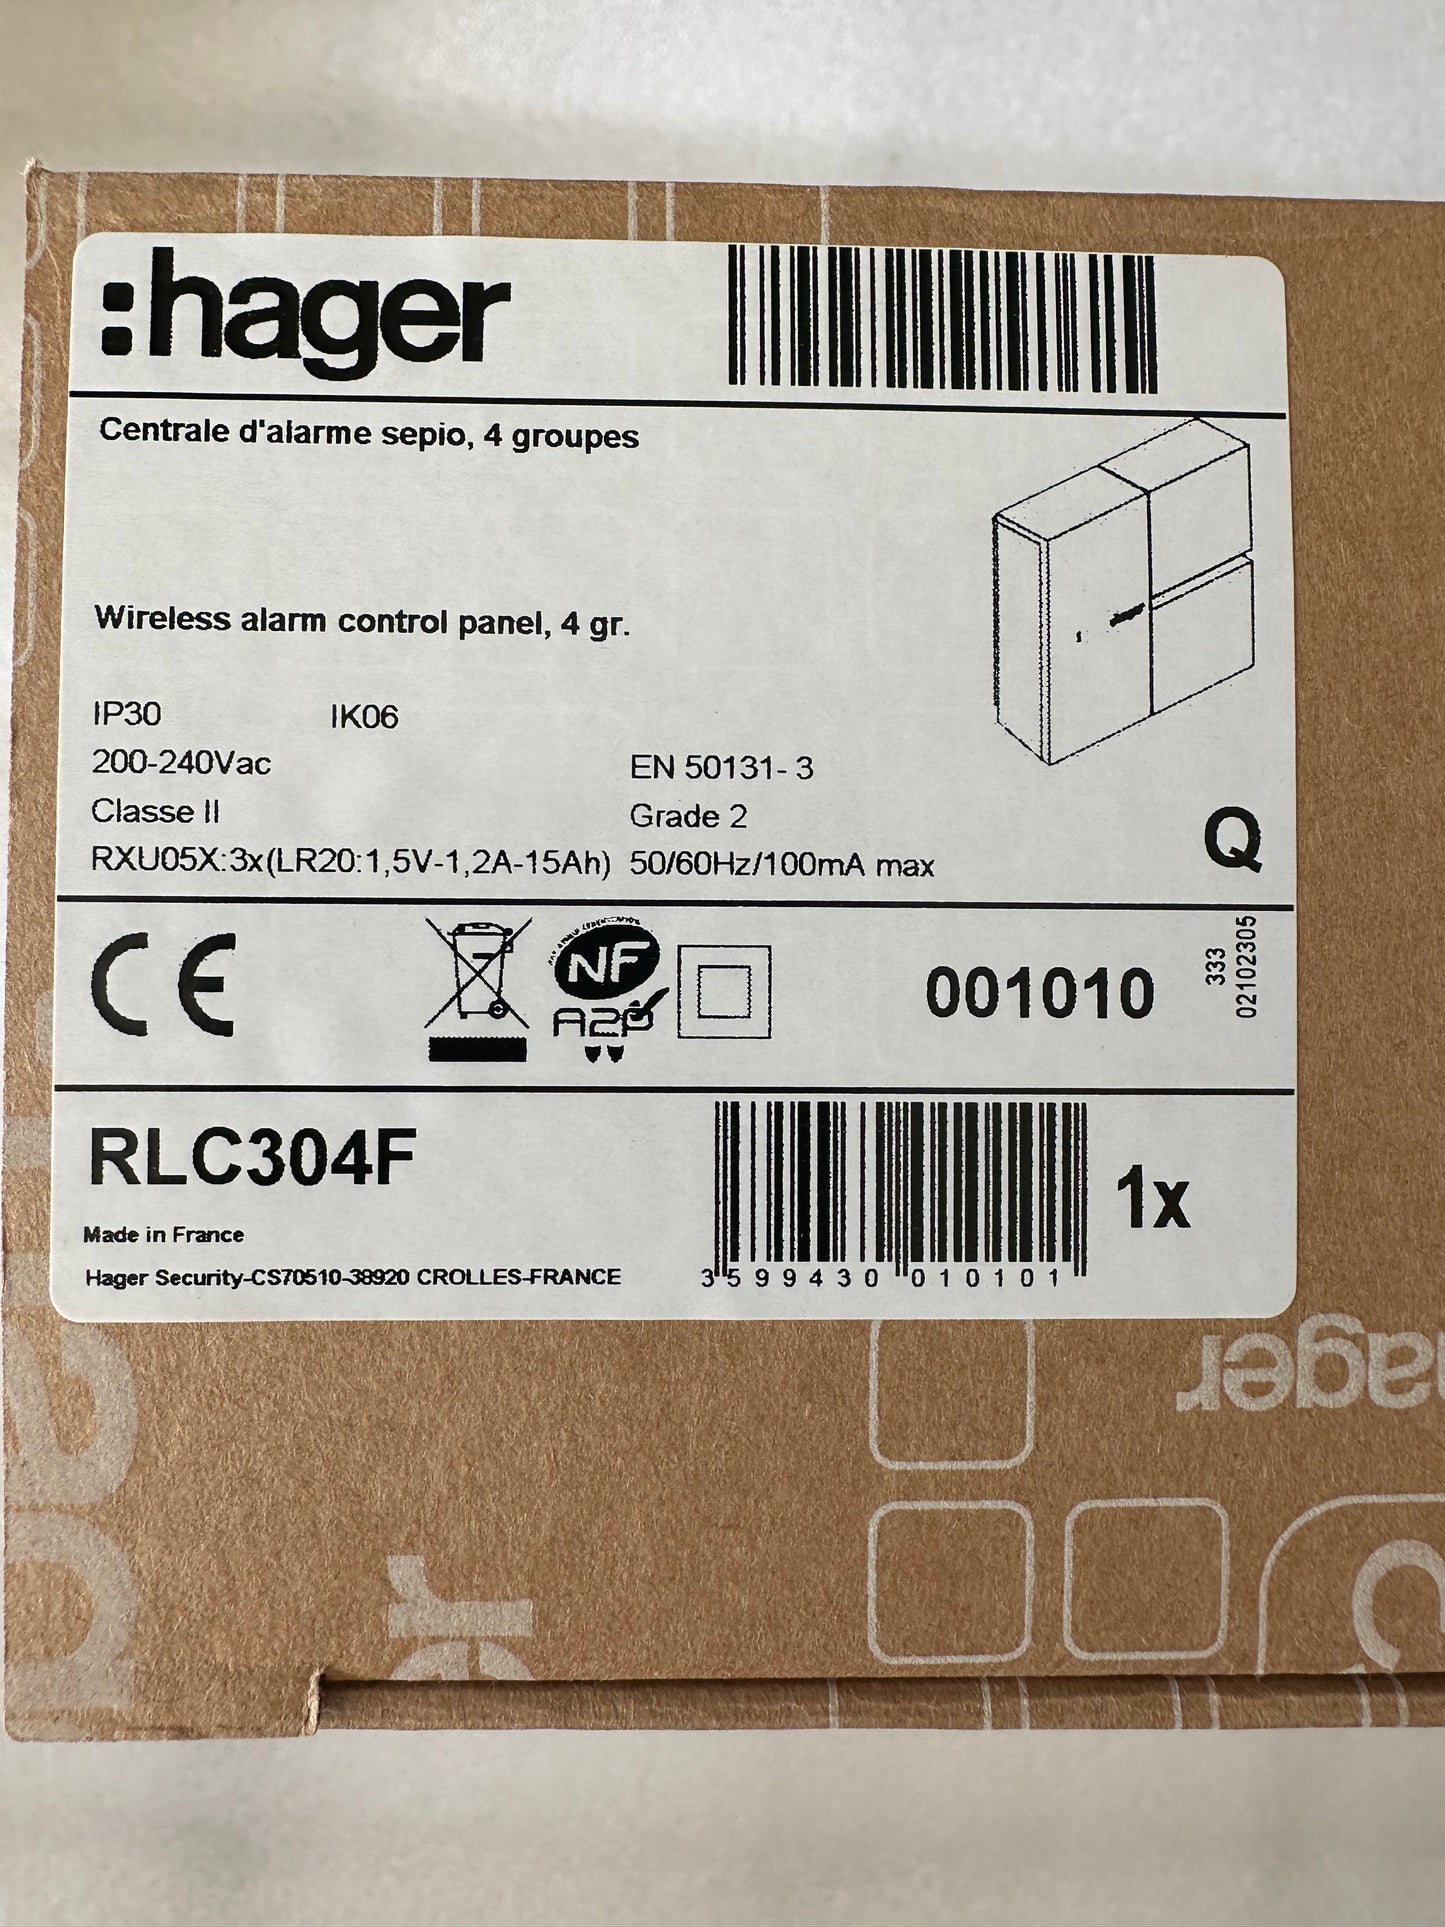 :hager
Centrale d'alarme sepio, 4 groupes
Wireless alarm control panel, 4 gr.
IP30 IK06
200-240Vac EN 50131- 3
Classe II Grade 2
RXU05X:3x(LR20:1,5V-1,2A-15Ah) 50/60Hz/100mA max
Q
CE
NF
A2P
001010
333
02102305
RLC304F
1x
Made in France
Hager Security-CS70510-38920 CROLLES-FRANCE
3 599430 010101
hager
er